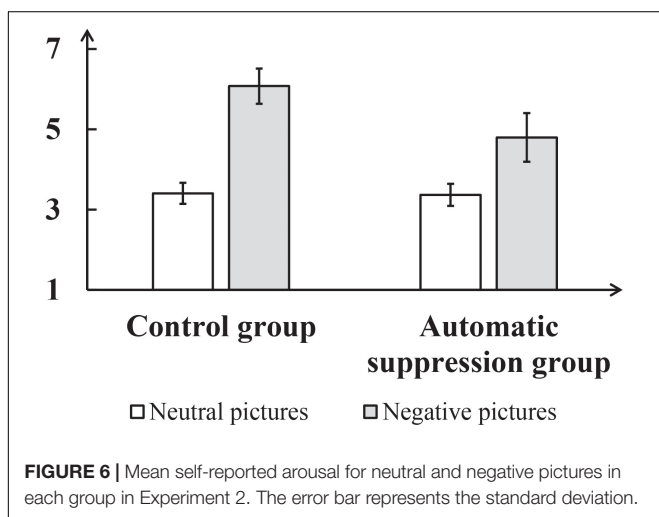 7
5
3
1
Control group
Automatic
suppression group
Neutral pictures
Negative pictures
FIGURE 6 | Mean self-reported arousal for neutral and negative pictures in
each group in Experiment 2. The error bar represents the standard deviation.